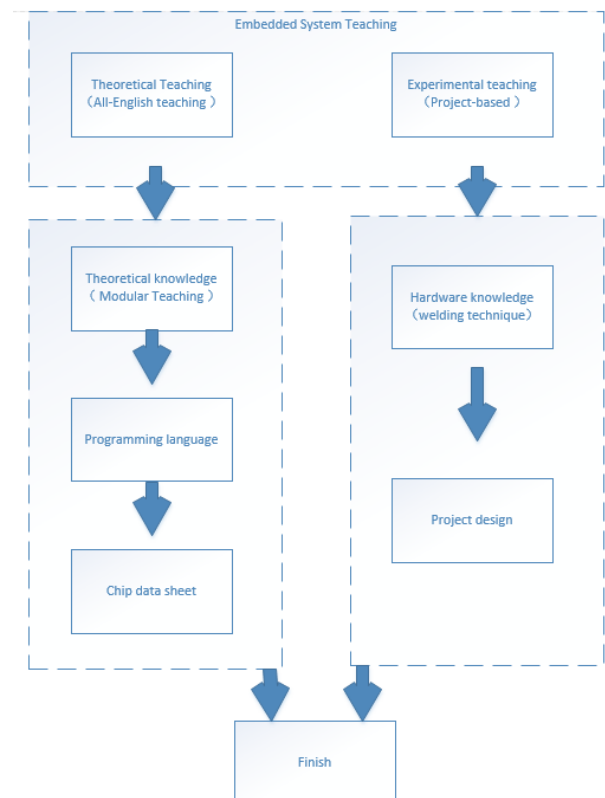 Embedded System Teaching
Theoretical Teaching
（All-English teaching ）
Experimental teaching
（Project-based ）
Theoretical knowledge
（ Modular Teaching ）
Programming language
Chip data sheet
Hardware knowledge
（welding technique）
Project design
Finish